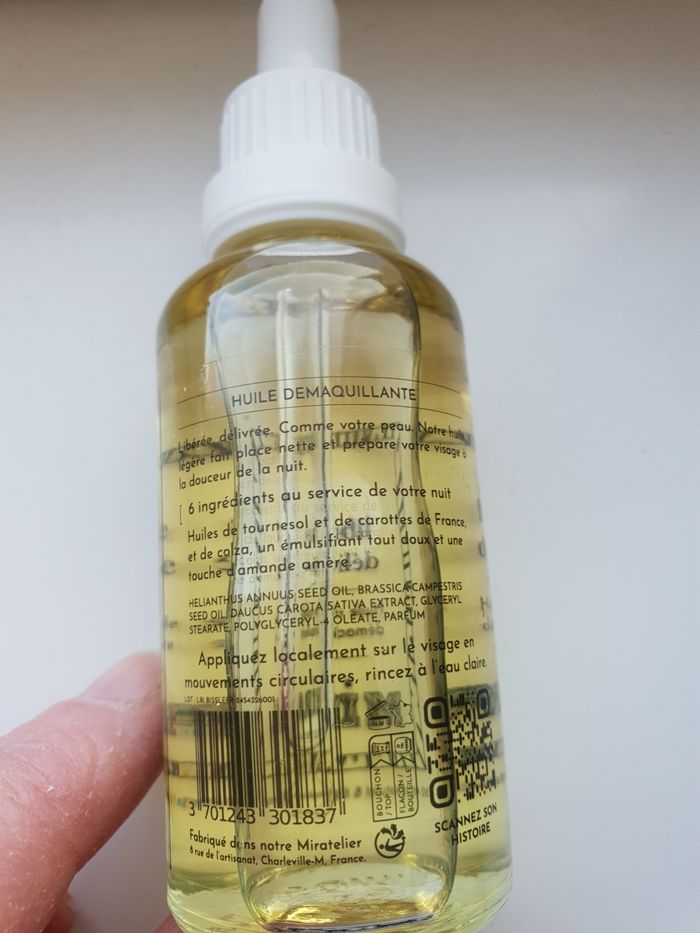 HUILE DEMAQUILLANTE
Libérée, délivrée. Comme votre peau. Notre huile
légère fait place nette et prépare votre visage à
la douceur de la nuit.
[ 6 ingrédients au service de votre nuit
Huiles de tournesol et de carottes de France,
et de colza, un émulsifiant tout doux et une
touche d'amande amère.
HELIANTHUS ANNUUS SEED OIL, BRASSICA CAMPESTRIS
SEED OIL, DAUCUS CAROTA SATIVA EXTRACT, GLYCERYL
STEARATE, POLYGLYCERYL-4 OLEATE, PARFUM
Appliquez localement sur le visage en
mouvements circulaires, rincez à l'eau claire.
BOUCHON
/ TOP
FLACON /
BOUTEILLE
3 701243 301837
SCANNEZ SON
HISTOIRE
Fabriqué dans notre Miratelier
8 rue de l'artisanat, Charleville-M, France.